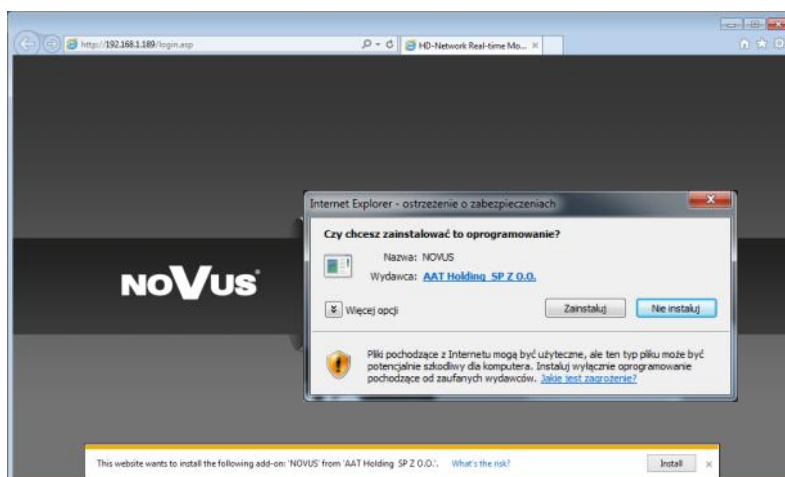 http://192.168.1.189/login.asp
HD-Network Real-time Mo...
NOVUS
Internet Explorer - ostrzeżenie o zabezpieczeniach
Czy chcesz zainstalować to oprogramowanie?
Nazwa: NOVUS
Wydawca: AAT Holding SP Z O.O.
Więcej opcji
Zainstaluj
Nie instaluj
Pliki pochodzące z Internetu mogą być użyteczne, ale ten typ pliku może być
potencjalnie szkodliwy dla komputera. Instaluj wyłącznie oprogramowanie
pochodzące od zaufanych wydawców. Jakie jest zagrożenie?
This website wants to install the following add-on: 'NOVUS' from 'AAT Holding SP Z O.O.'. What's the risk?
Install